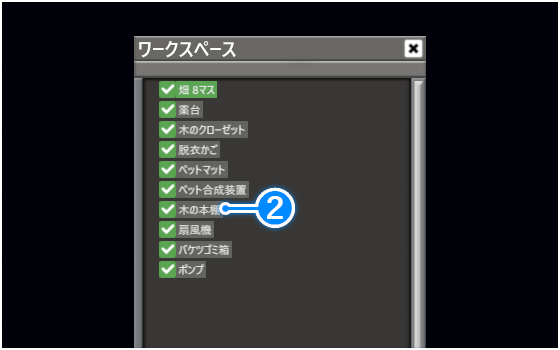 ワークスペース
畑 8マス
薬台
木のクローゼット
脱衣かご
ペットマット
ペット合成装置
木の本棚
2
扇風機
バケツゴミ箱
ポンプ